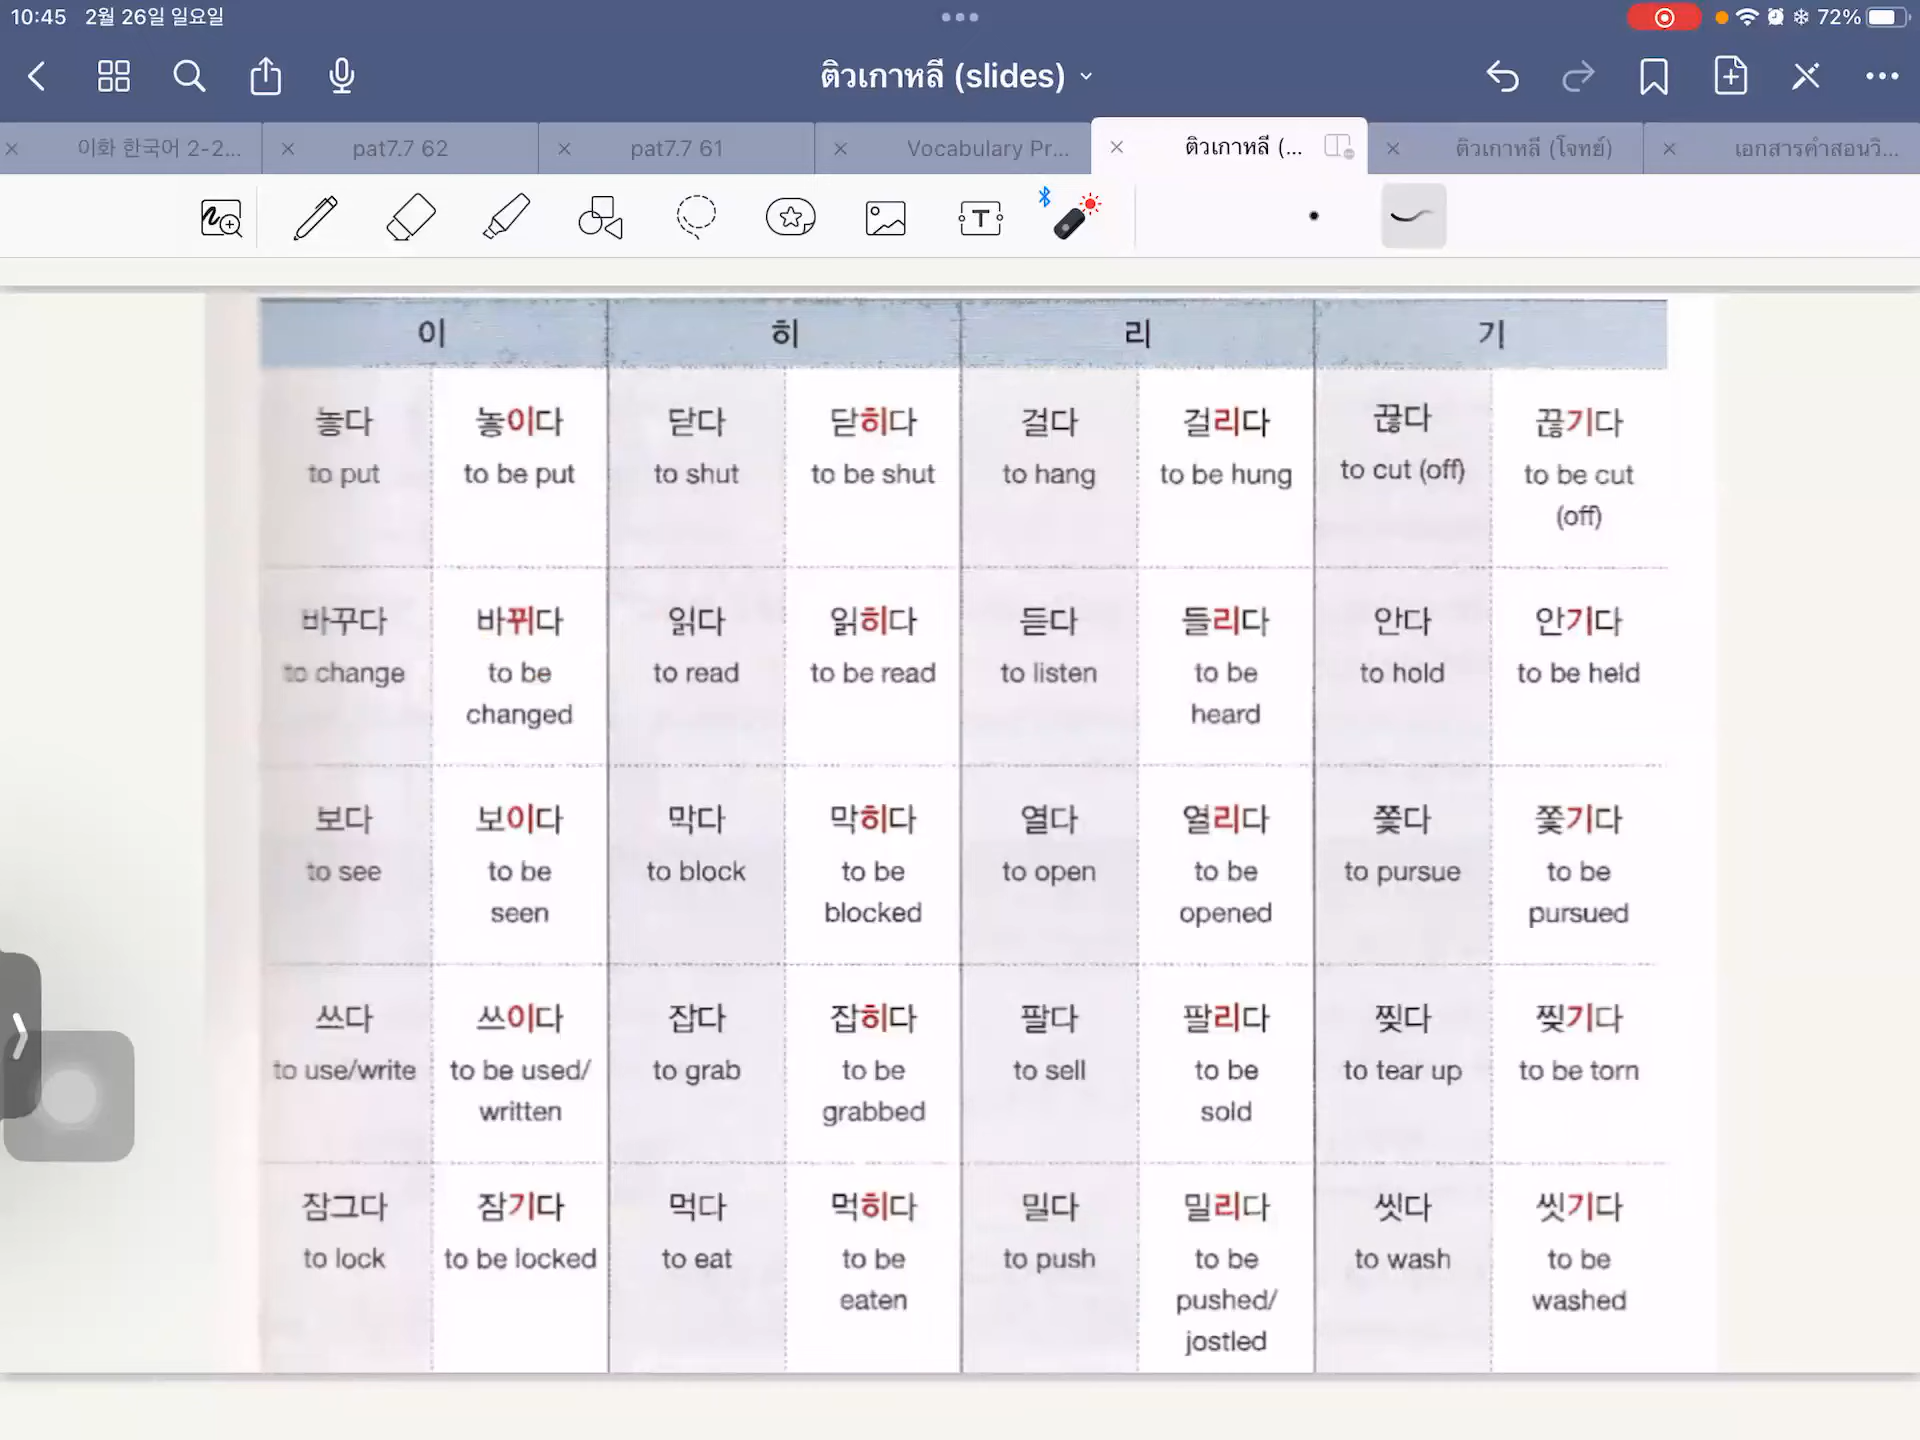 10:45 2월 26일 일요일
72%
ติวเกาหลี (slides)
이화 한국어 2-2...
pat7.7 62
pat7.7 61
Vocabulary Pr...
ติวเกาหลี (...
ติวเกาหลี (โจทย์)
เอกสารคำสอนวิ...
T
이 히 리 기
놓다 놓이다 닫다 닫히다 걸다 걸리다 끊다 끊기다
to put to be put to shut to be shut to hang to be hung to cut (off) to be cut
(off)
바꾸다 바뀌다 읽다 읽히다 듣다 들리다 안다 안기다
to change to be to read to be read to listen to be to hold to be held
changed heard
보다 보이다 막다 막히다 열다 열리다 쫓다 쫓기다
to see to be to block to be to open to be to pursue to be
seen blocked opened pursued
쓰다 쓰이다 잡다 잡히다 팔다 팔리다 찢다 찢기다
to use/write to be used/ to grab to be to sell to be to tear up to be torn
written grabbed sold
잠그다 잠기다 먹다 먹히다 밀다 밀리다 씻다 씻기다
to lock to be locked to eat to be to push to be to wash to be
eaten pushed/ washed
jostled